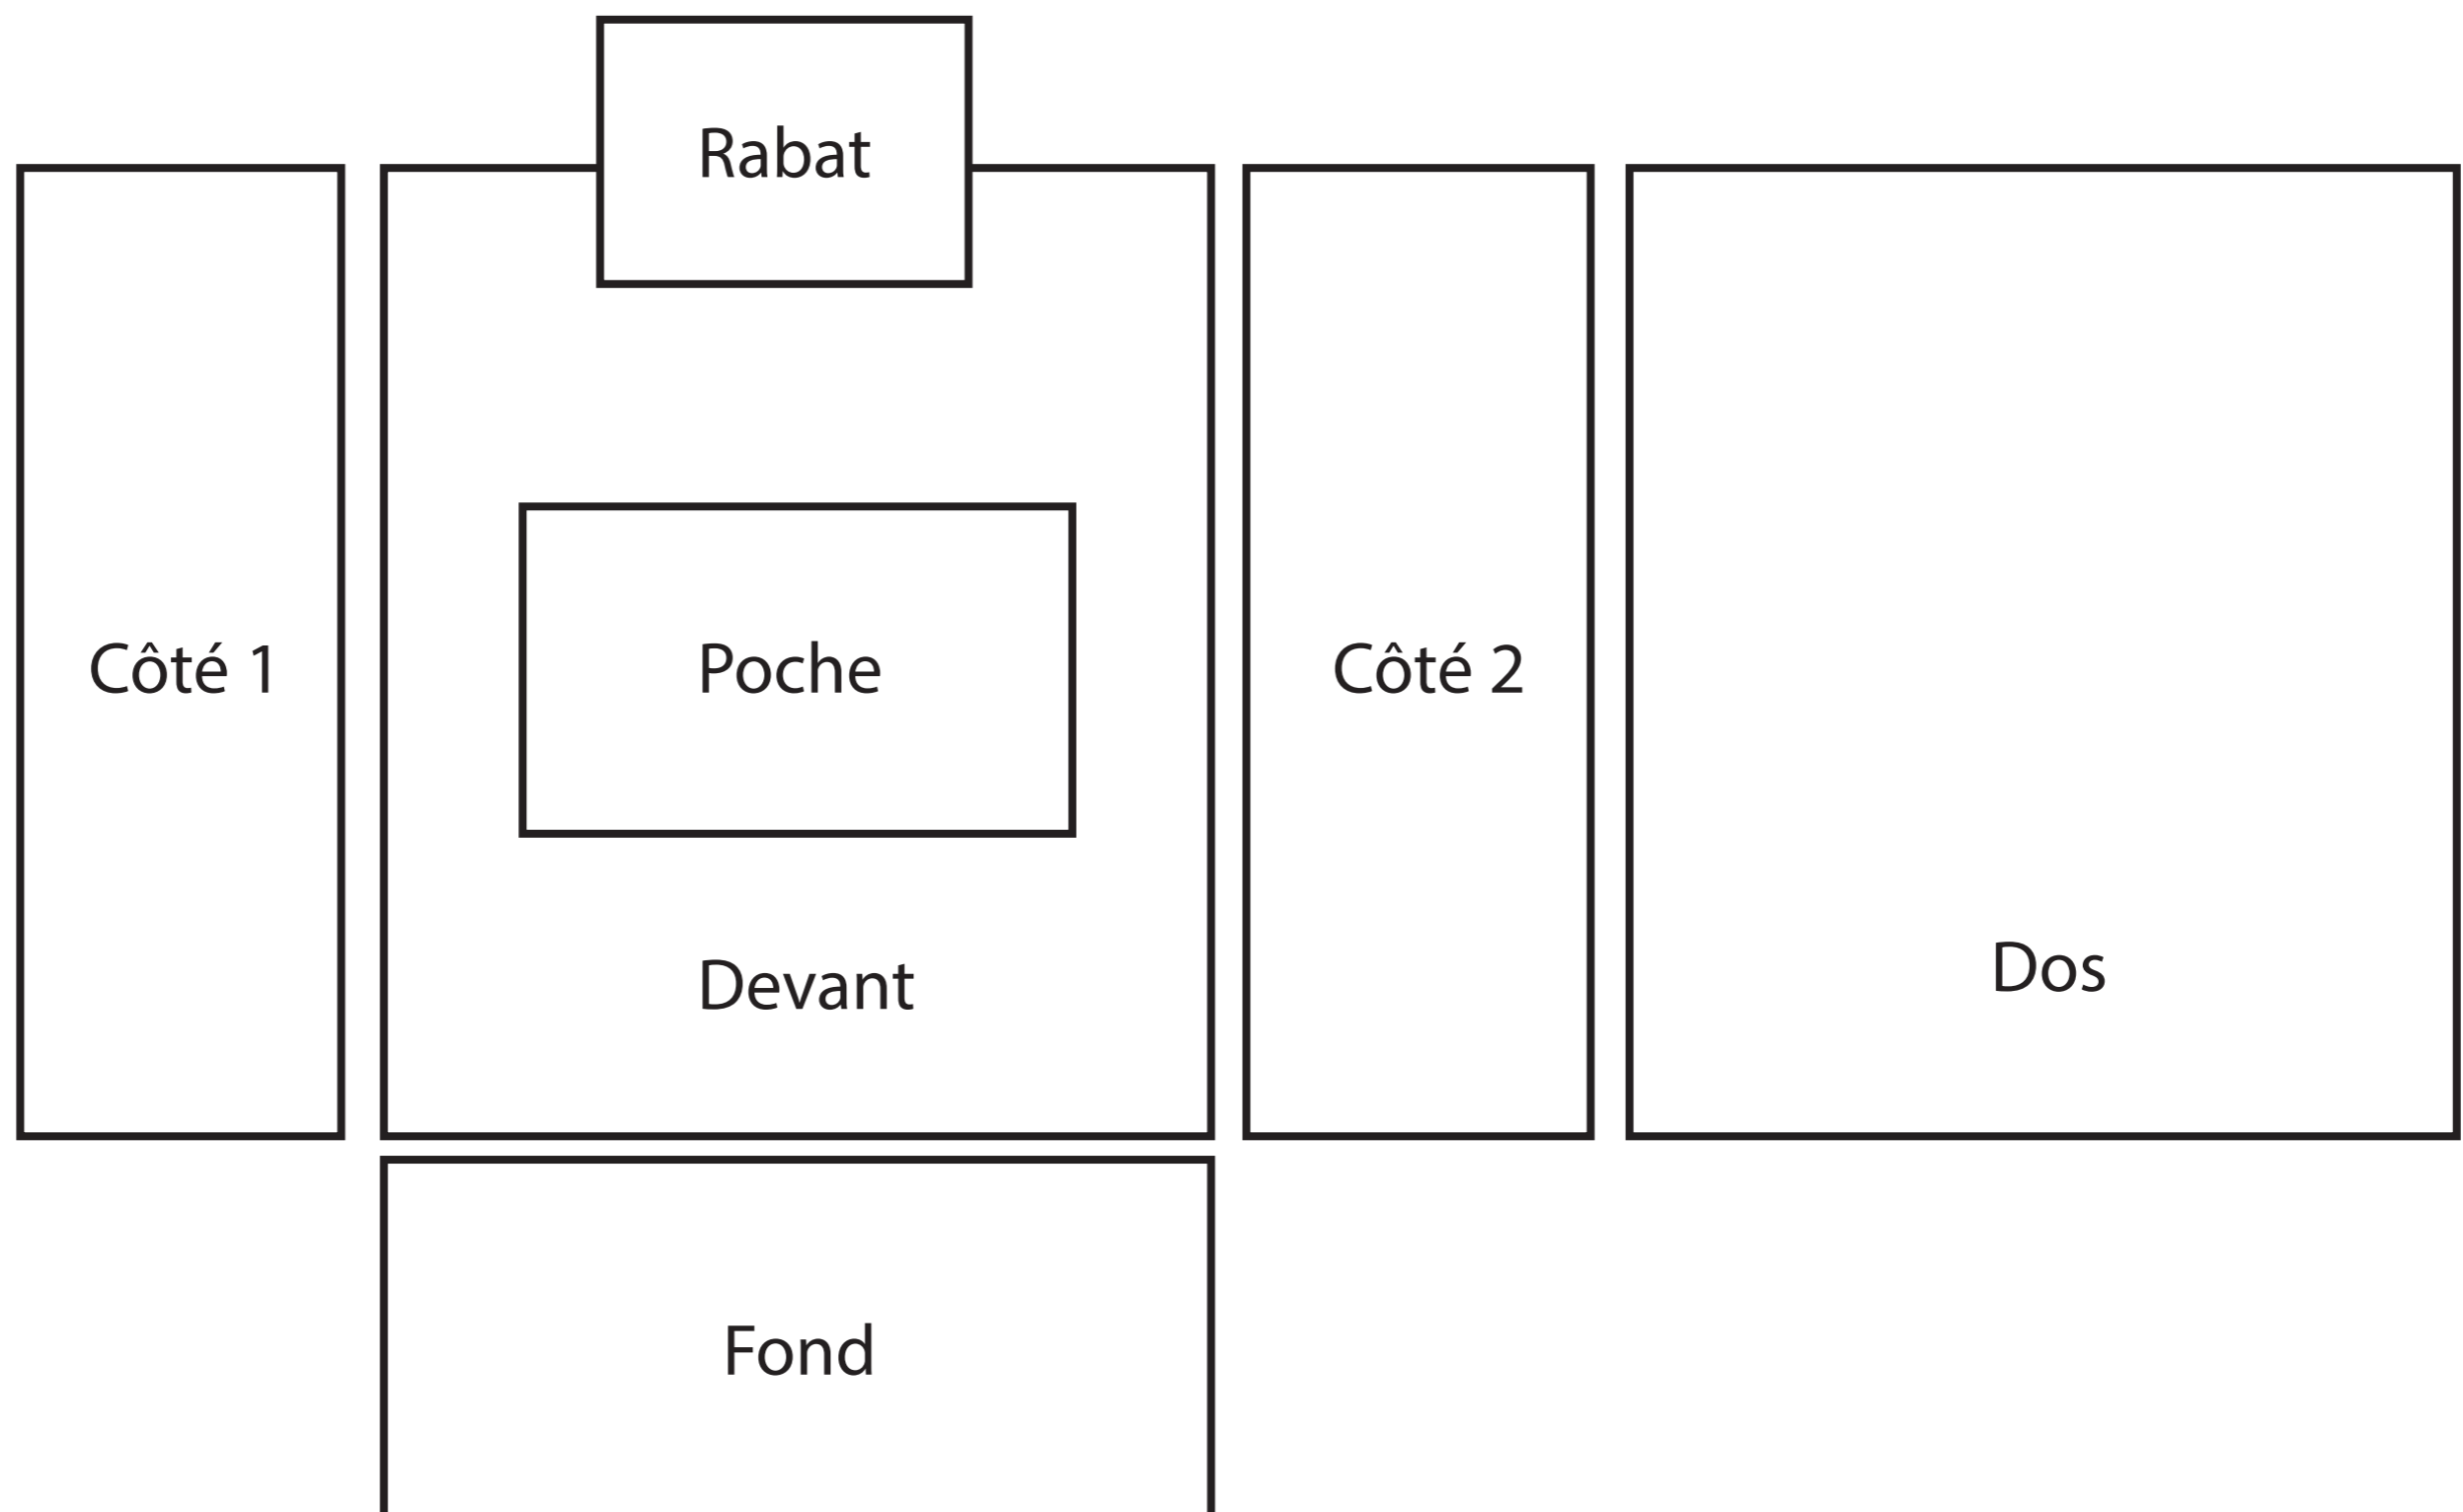 Rabat
Côté 1
Poche
Côté 2
Devant
Dos
Fond